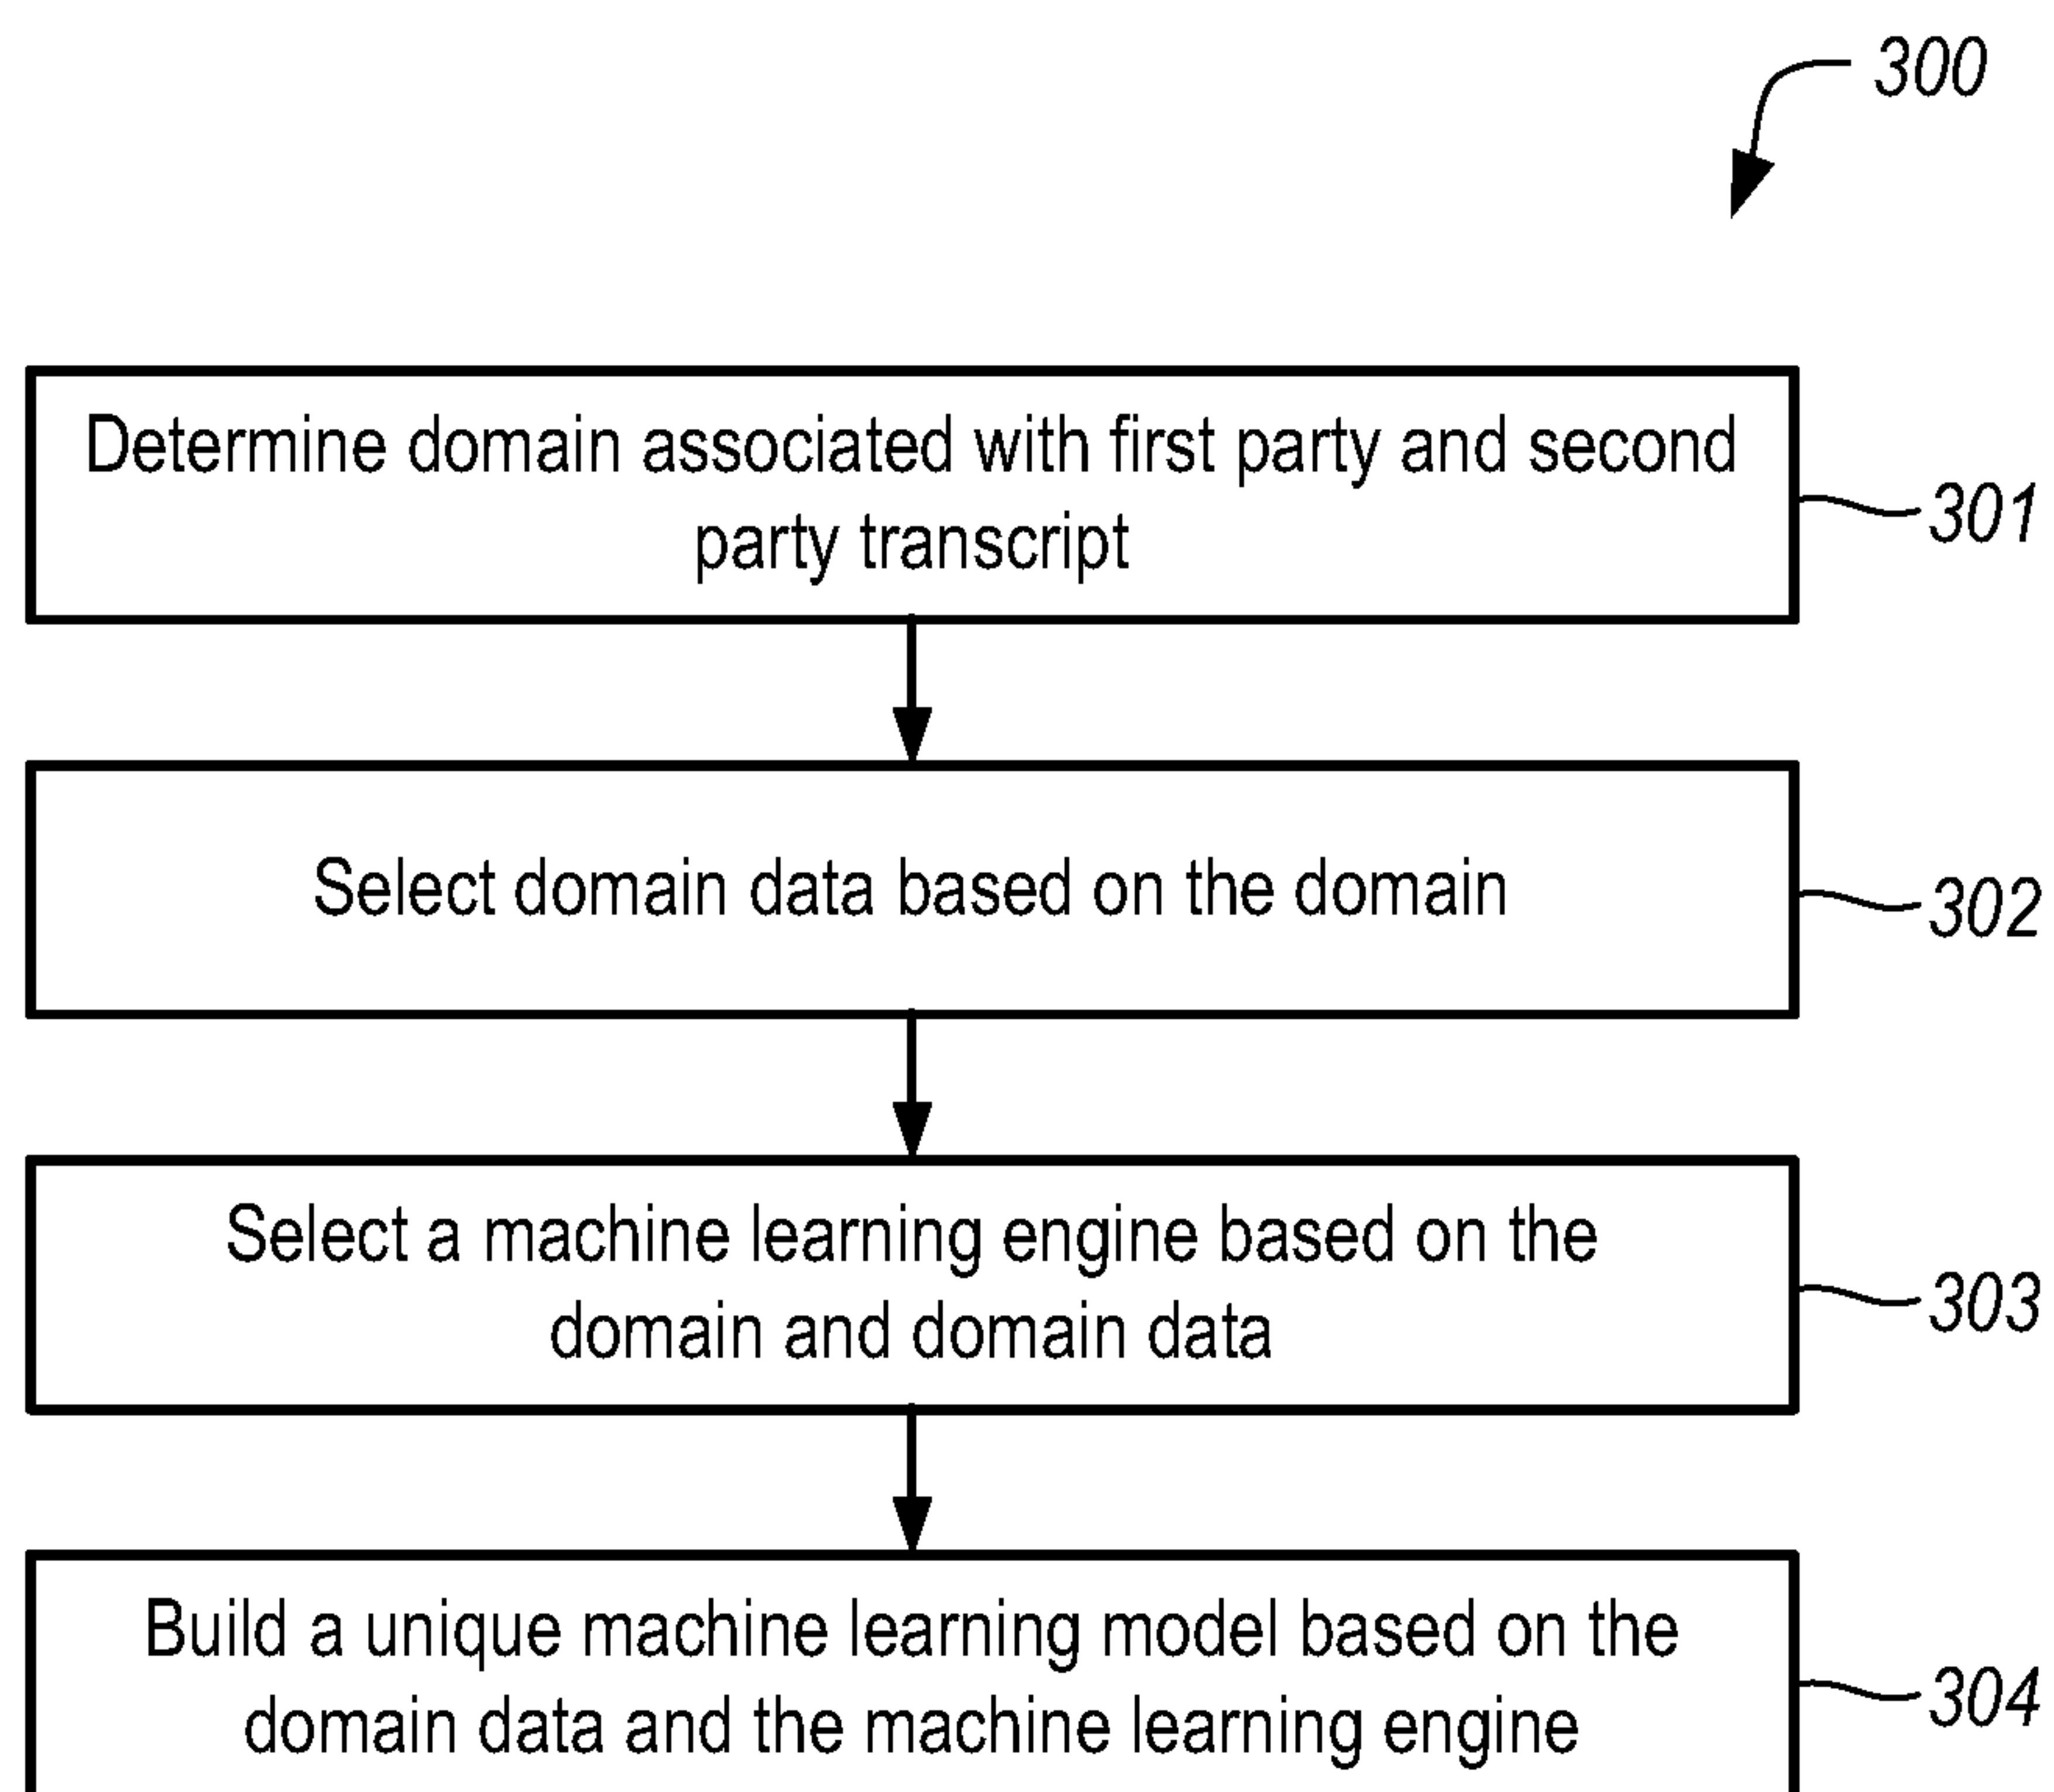 300
Determine domain associated with first party and second
party transcript
301
Select domain data based on the domain
302
Select a machine learning engine based on the
domain and domain data
303
Build a unique machine learning model based on the
domain data and the machine learning engine
304